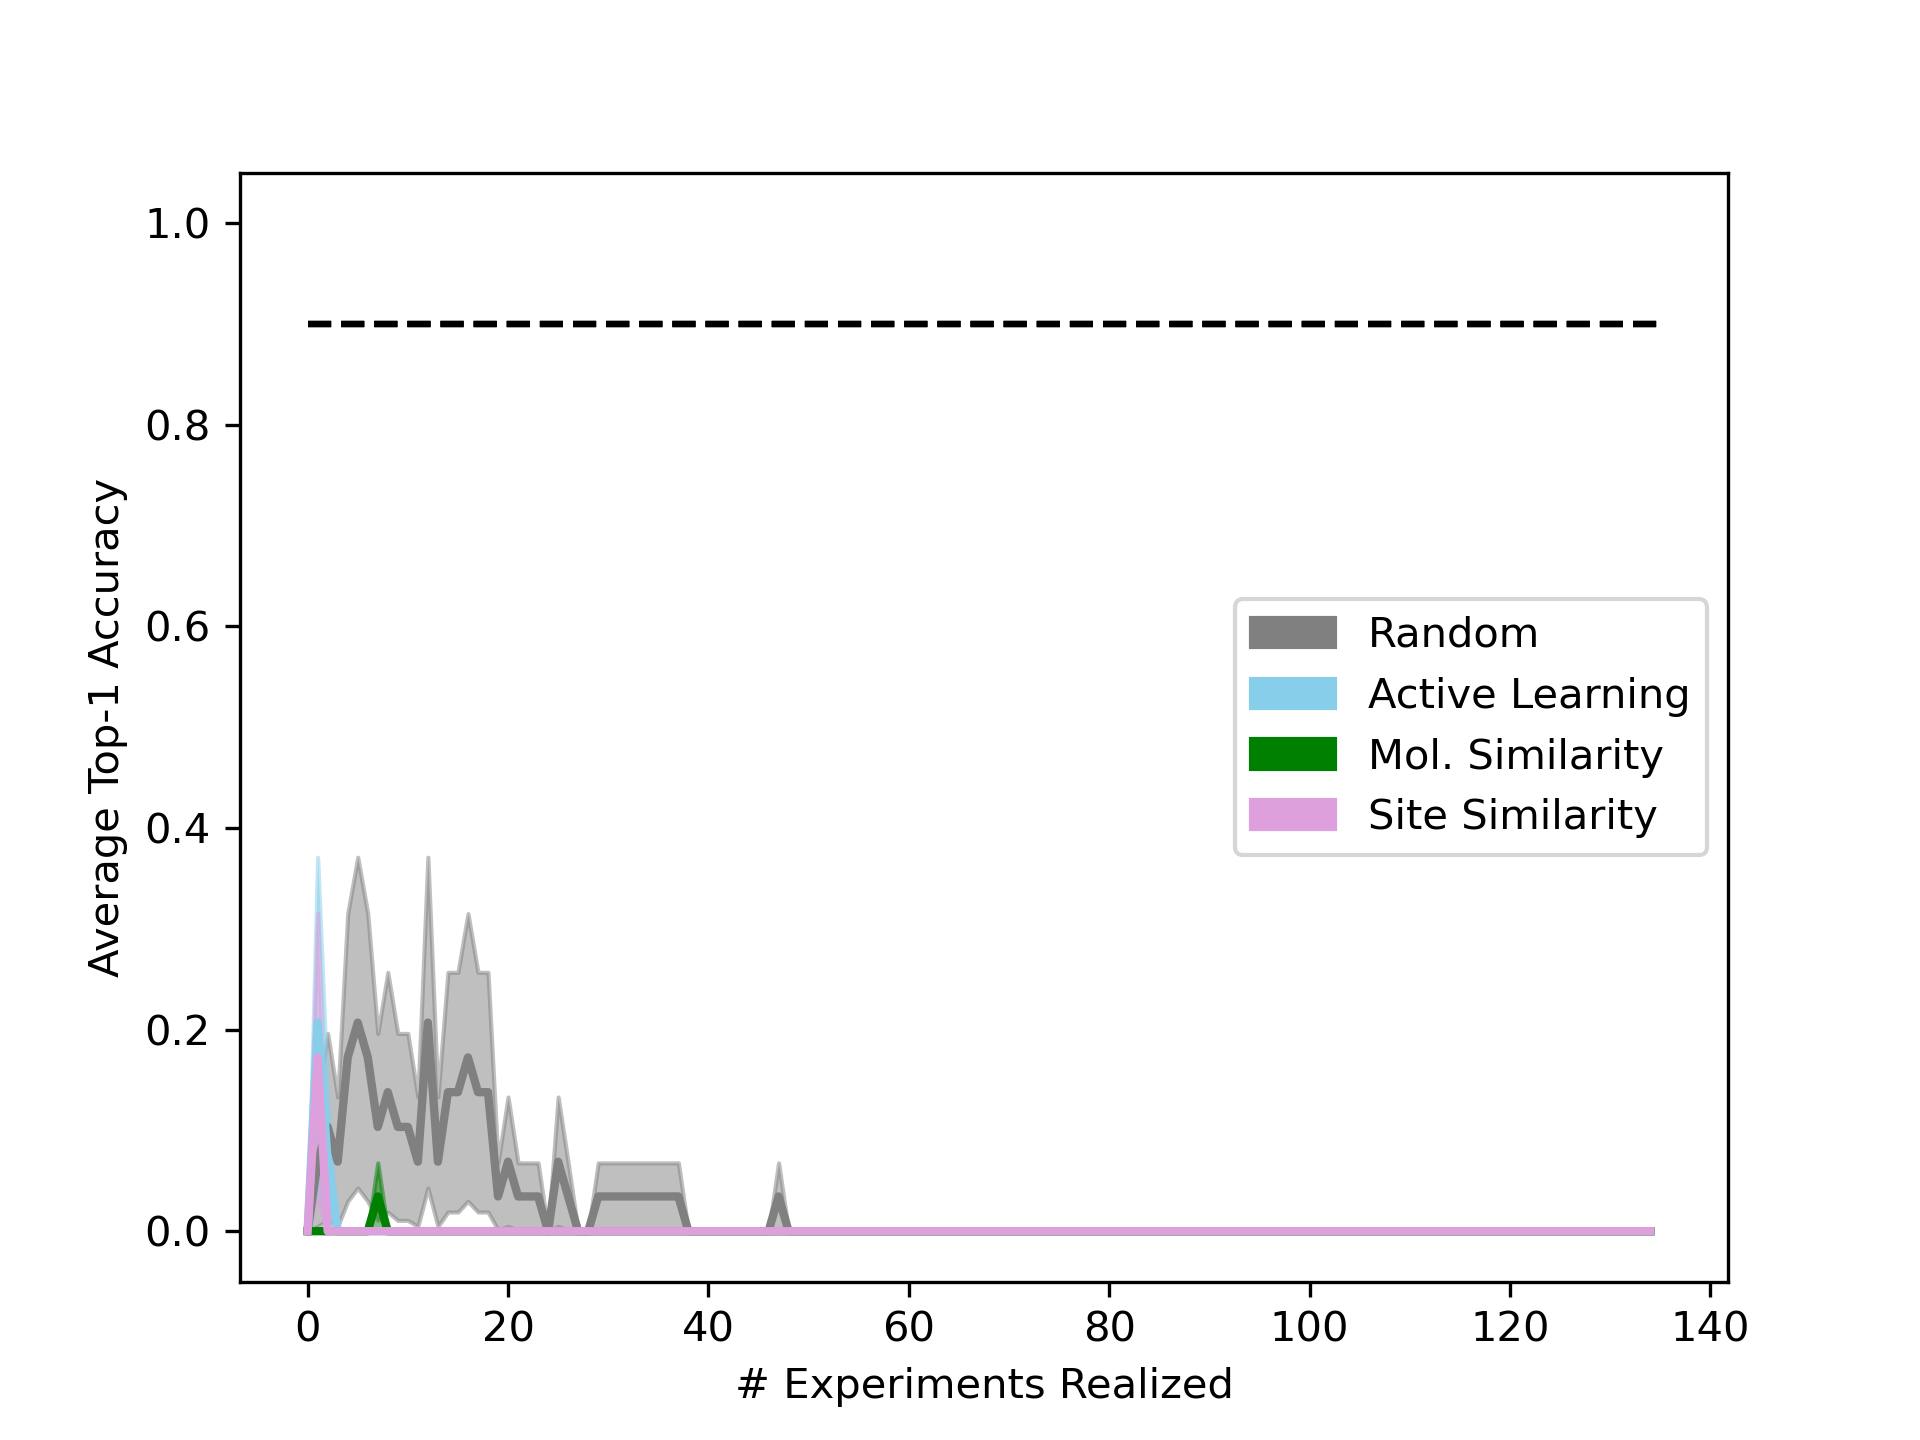 1.0
0.8
0.6
0.4
0.2
0.0
Average Top-1 Accuracy
Random
Active Learning
Mol. Similarity
Site Similarity
0 20 40 60 80 100 120 140
# Experiments Realized